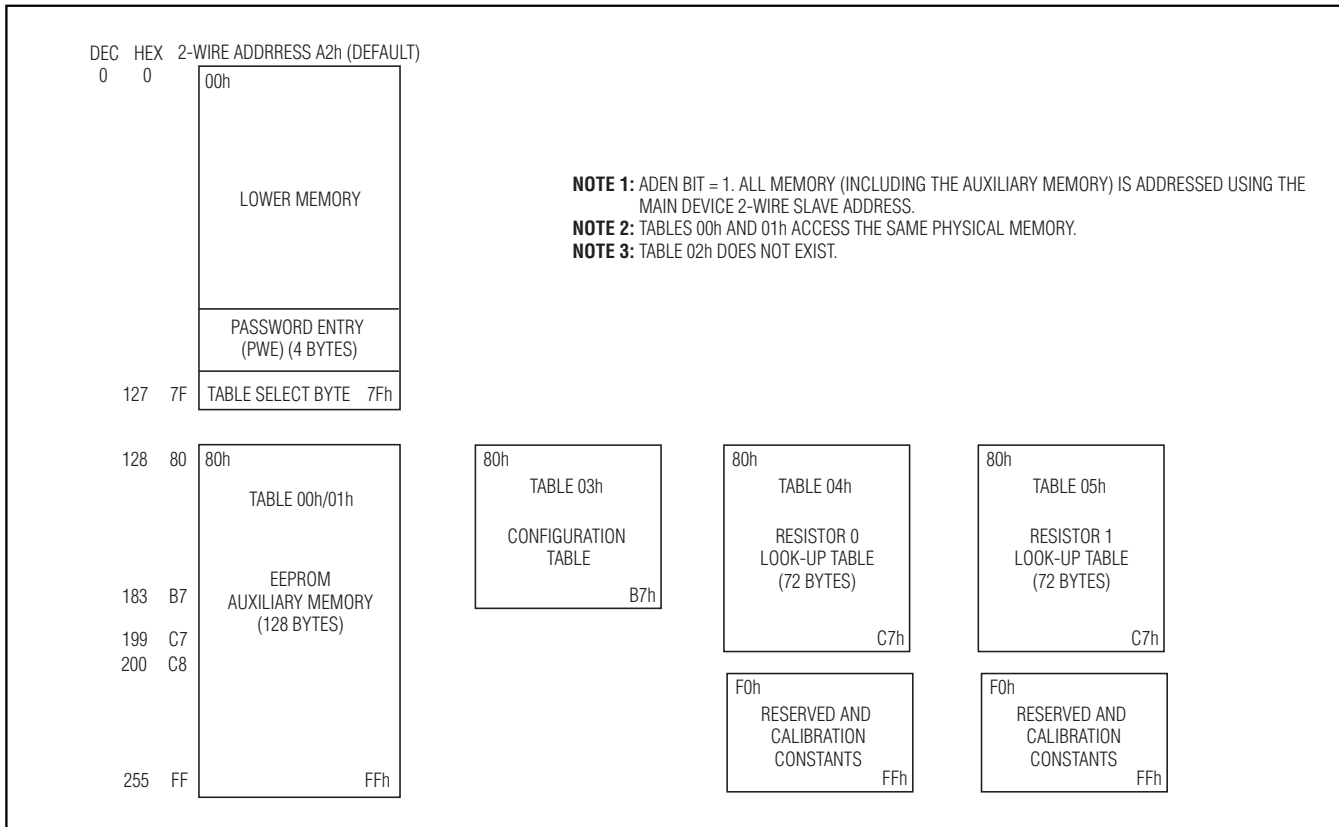 DEC HEX 2-WIRE ADDRRESS A2h (DEFAULT)
0 0
00h
LOWER MEMORY
PASSWORD ENTRY
(PWE) (4 BYTES)
127 7F TABLE SELECT BYTE 7Fh
NOTE 1: ADEN BIT = 1. ALL MEMORY (INCLUDING THE AUXILIARY MEMORY) IS ADDRESSED USING THE
MAIN DEVICE 2-WIRE SLAVE ADDRESS.
NOTE 2: TABLES 00h AND 01h ACCESS THE SAME PHYSICAL MEMORY.
NOTE 3: TABLE 02h DOES NOT EXIST.
128 80 80h
TABLE 00h/01h
EEPROM
AUXILIARY MEMORY
(128 BYTES)
183 B7
199 C7
200 C8
255 FF FFh
80h
TABLE 03h
CONFIGURATION
TABLE
B7h
80h
TABLE 04h
RESISTOR 0
LOOK-UP TABLE
(72 BYTES)
C7h
F0h
RESERVED AND
CALIBRATION
CONSTANTS
FFh
80h
TABLE 05h
RESISTOR 1
LOOK-UP TABLE
(72 BYTES)
C7h
F0h
RESERVED AND
CALIBRATION
CONSTANTS
FFh